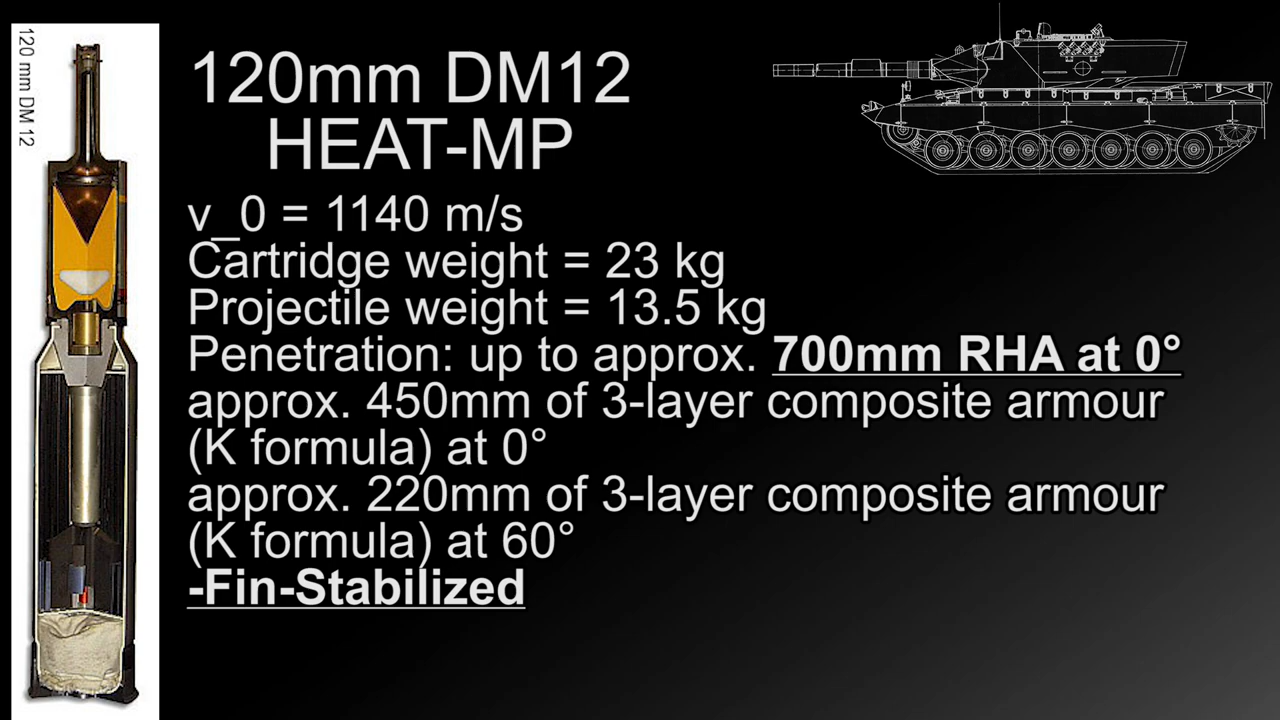 120 mm DM 12
120mm DM12
HEAT-MP
v_0 = 1140 m/s
Cartridge weight = 23 kg
Projectile weight = 13.5 kg
Penetration: up to approx. 700mm RHA at 0°
approx. 450mm of 3-layer composite armour
(K formula) at 0°
approx. 220mm of 3-layer composite armour
(K formula) at 60°
-Fin-Stabilized